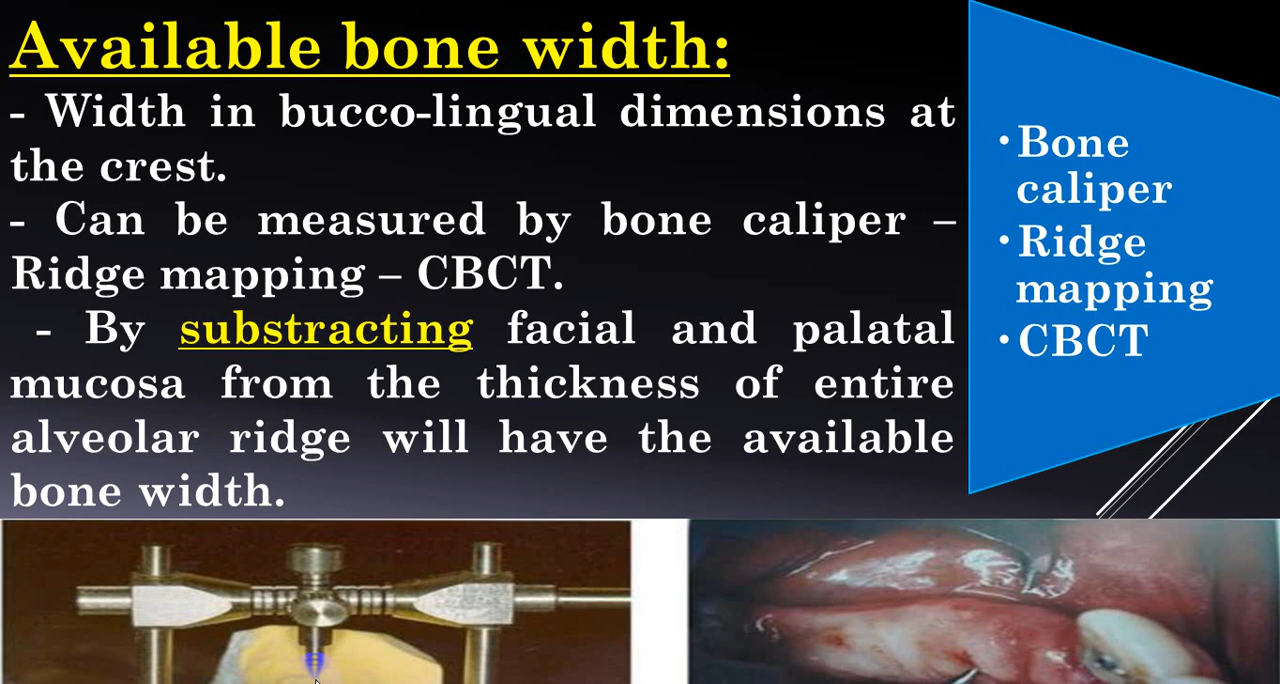 Available bone width:
- Width in bucco-lingual dimensions at
the crest.
- Can be measured by bone caliper –
Ridge mapping – CBCT.
- By substracting facial and palatal
mucosa from the thickness of entire
alveolar ridge will have the available
bone width.
•Bone
caliper
•Ridge
mapping
•CBCT